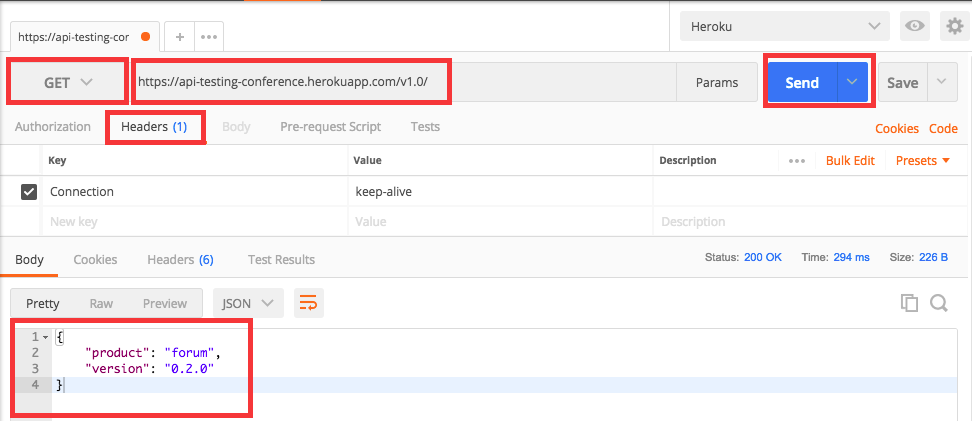 https://api-testing-cor
Heroku
GET https://api-testing-conference.herokuapp.com/v1.0/ Params Send Save
Authorization Headers (1) Body Pre-request Script Tests Cookies Code
Key Value Description Bulk Edit Presets
Connection keep-alive
New key Value Description
Body Cookies Headers (6) Test Results Status: 200 OK Time: 294 ms Size: 226 B
Pretty Raw Preview JSON
1 {
2 "product": "forum",
3 "version": "0.2.0"
4 }